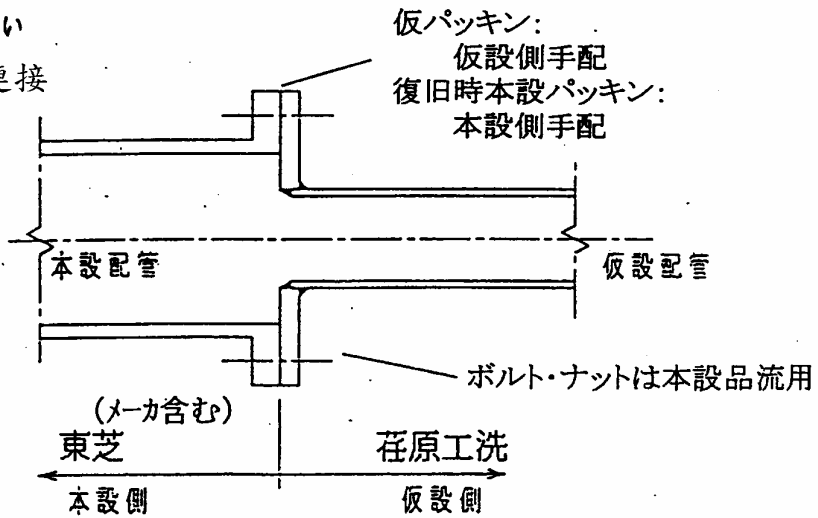 い
連接
仮パッキン:
仮設側手配
復旧時本設パッキン:
本設側手配
本設配管
仮設配管
ボルト・ナットは本設品流用
(メーカ含む)
東芝
荏原工洗
本設側
仮設側